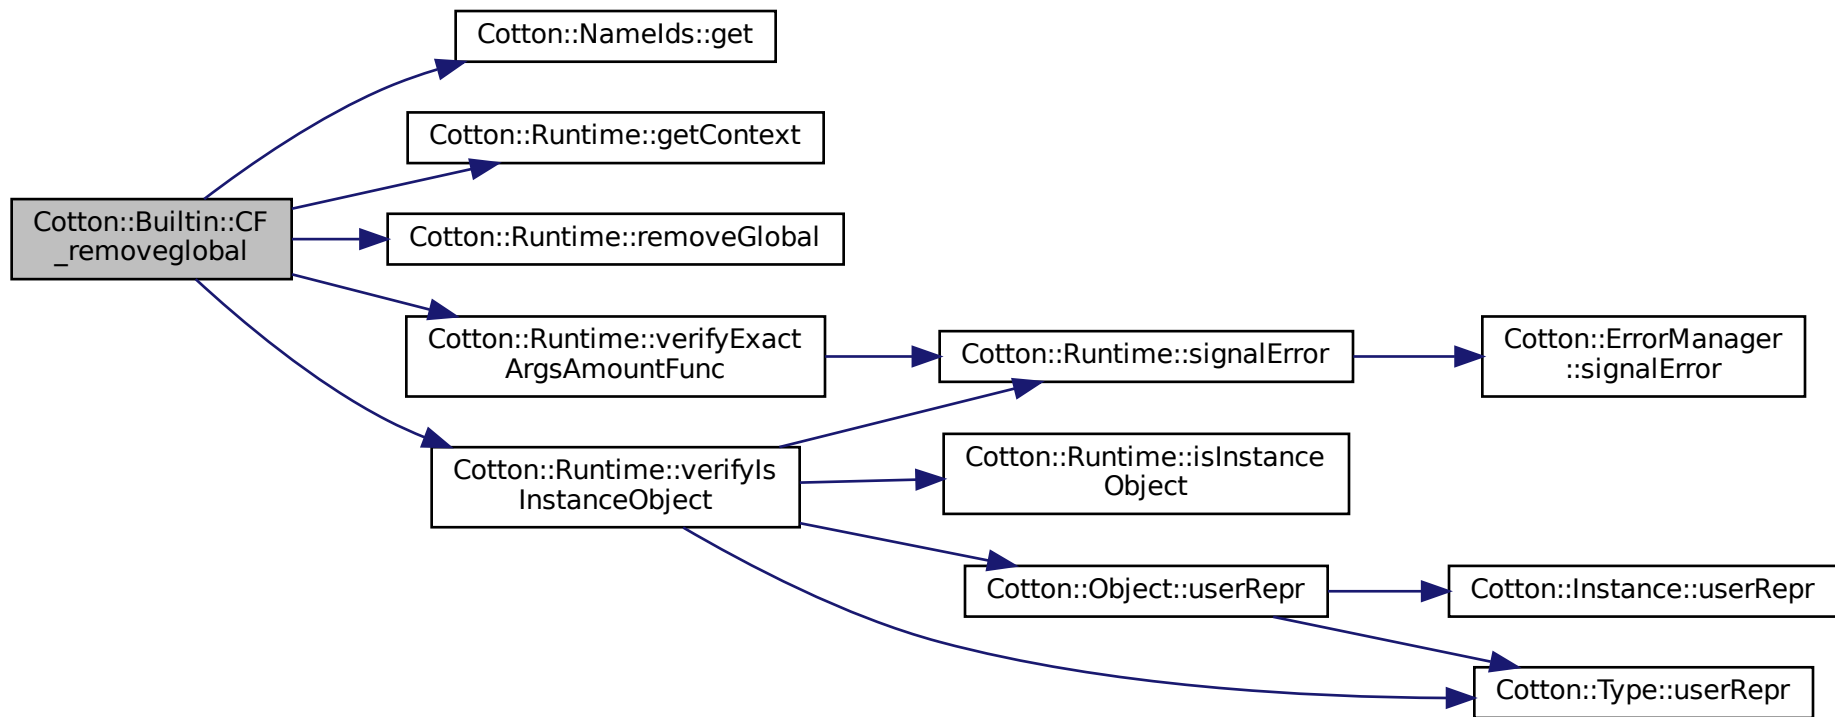 Cotton::NameIds::get
Cotton::Runtime::getContext
Cotton::Builtin::CF
_removeglobal
Cotton::Runtime::removeGlobal
Cotton::Runtime::verifyExact
ArgsAmountFunc
Cotton::Runtime::signalError
Cotton::ErrorManager
::signalError
Cotton::Runtime::verifyIs
InstanceObject
Cotton::Runtime::isInstance
Object
Cotton::Object::userRepr
Cotton::Instance::userRepr
Cotton::Type::userRepr